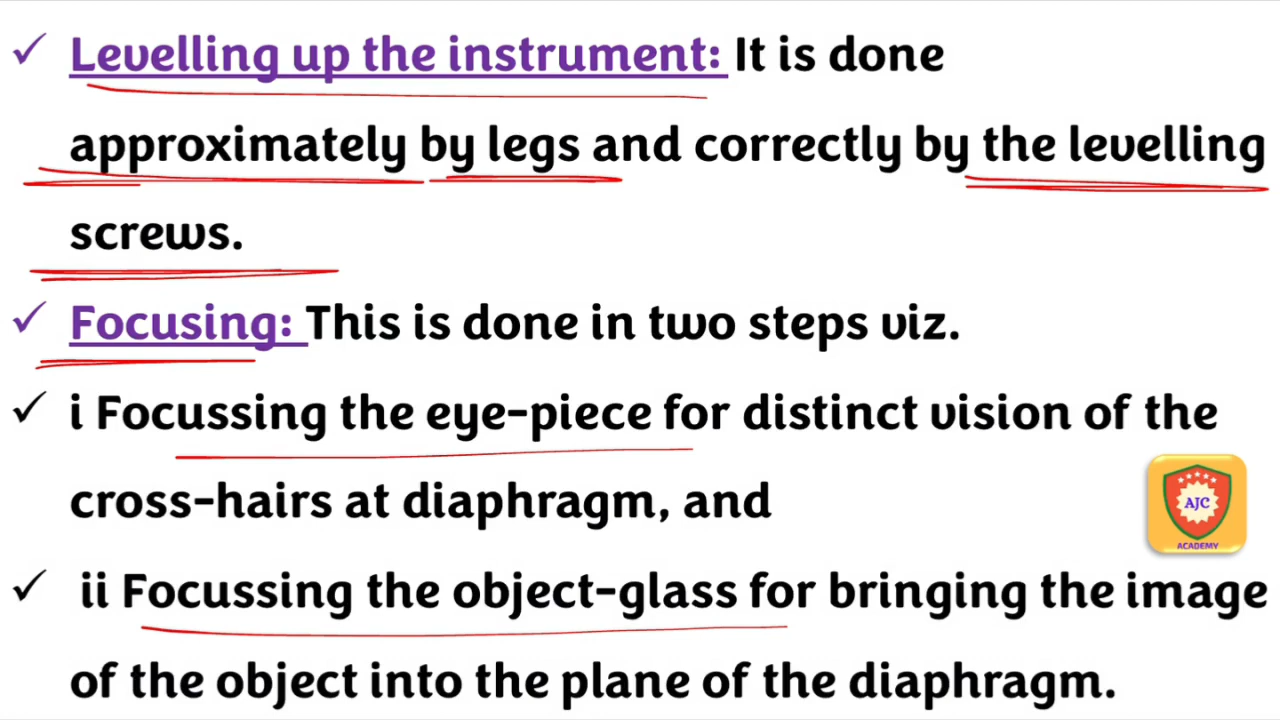 ✓ Levelling up the instrument: It is done
approximately by legs and correctly by the levelling
screws.
✓ Focusing: This is done in two steps viz.
✓ i Focussing the eye-piece for distinct vision of the
cross-hairs at diaphragm, and
AJC
ACADEMY
✓ ii Focussing the object-glass for bringing the image
of the object into the plane of the diaphragm.